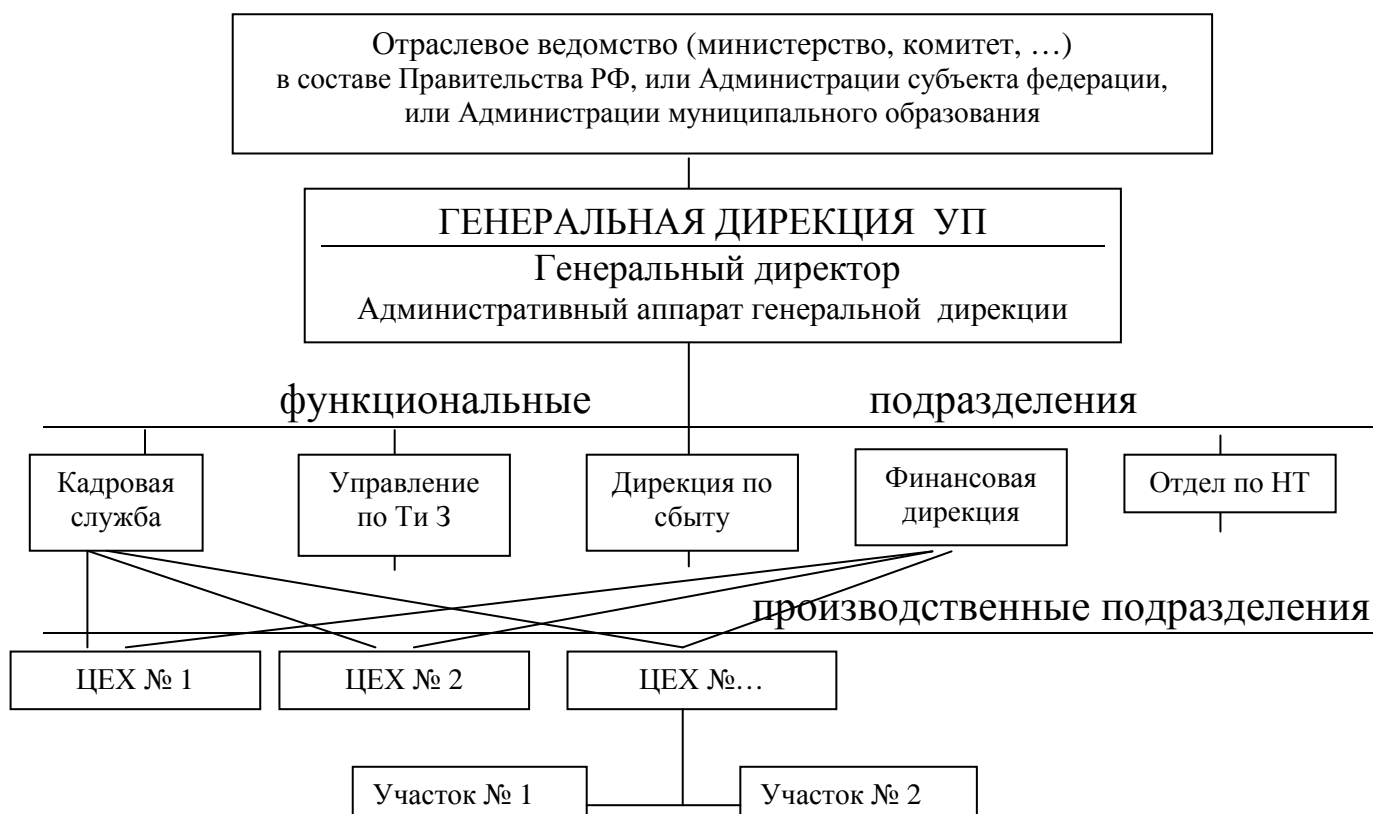 Отраслевое ведомство (министерство, комитет, …)
в составе Правительства РФ, или Администрации субъекта федерации,
или Администрации муниципального образования
ГЕНЕРАЛЬНАЯ ДИРЕКЦИЯ УП
Генеральный директор
Административный аппарат генеральной дирекции
функциональные подразделения
Кадровая
служба
Управление
по Ти З
Дирекция по
сбыту
Финансовая
дирекция
Отдел по НТ
производственные подразделения
ЦЕХ № 1
ЦЕХ № 2
ЦЕХ №…
Участок № 1
Участок № 2